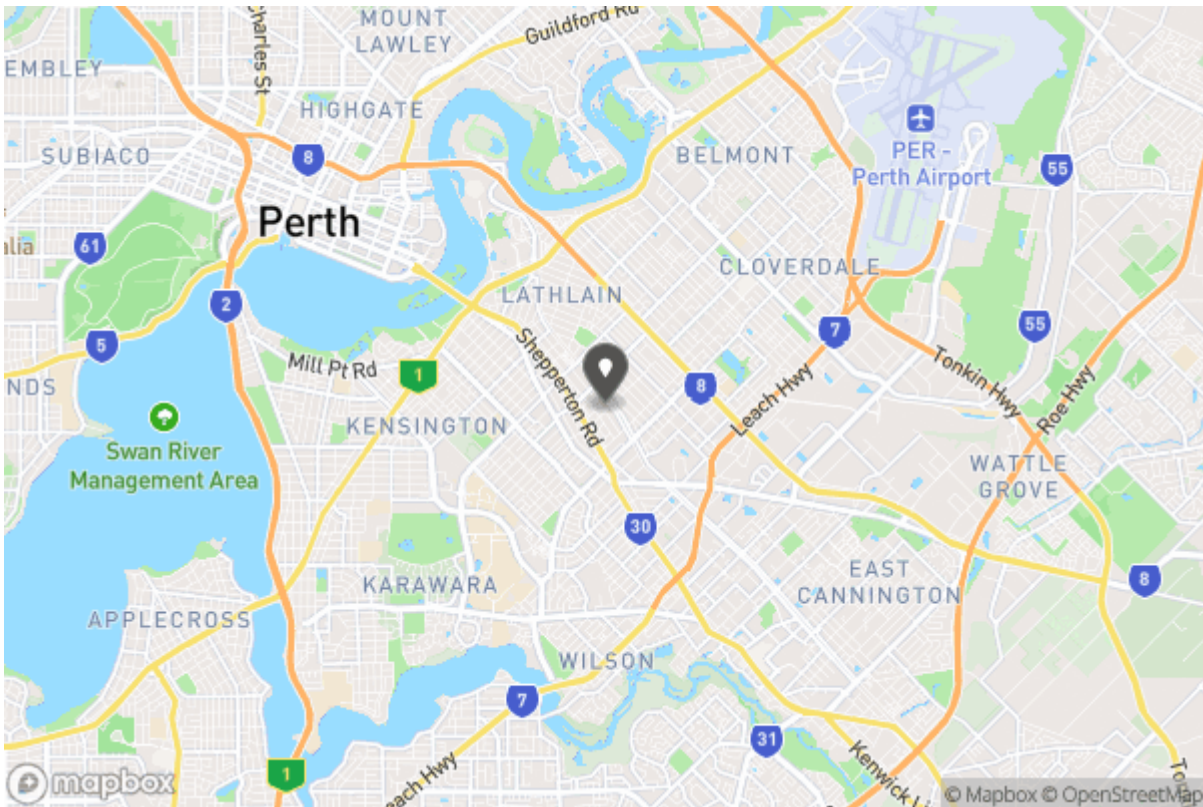 MOUNT
LAWLEY
Guildford Rd
Charles St
EMBLEY
HIGHGATE
SUBIACO
8
BELMONT
PER -
Perth Airport
55
Perth
61
alia
CLOVERDALE
2
LATHLAIN
5
Mill Pt Rd
1
Shepperton Rd
7
55
Tonkin Hwy
Roe Hwy
NDS
8
Leach Hwy
KENSINGTON
Swan River
Management Area
WATTLE
GROVE
30
KARAWARA
EAST
CANNINGTON
8
APPLECROSS
WILSON
7
31
1
Leach Hwy
Kenwick Li
To
mapbox
© Mapbox © OpenStreetMap